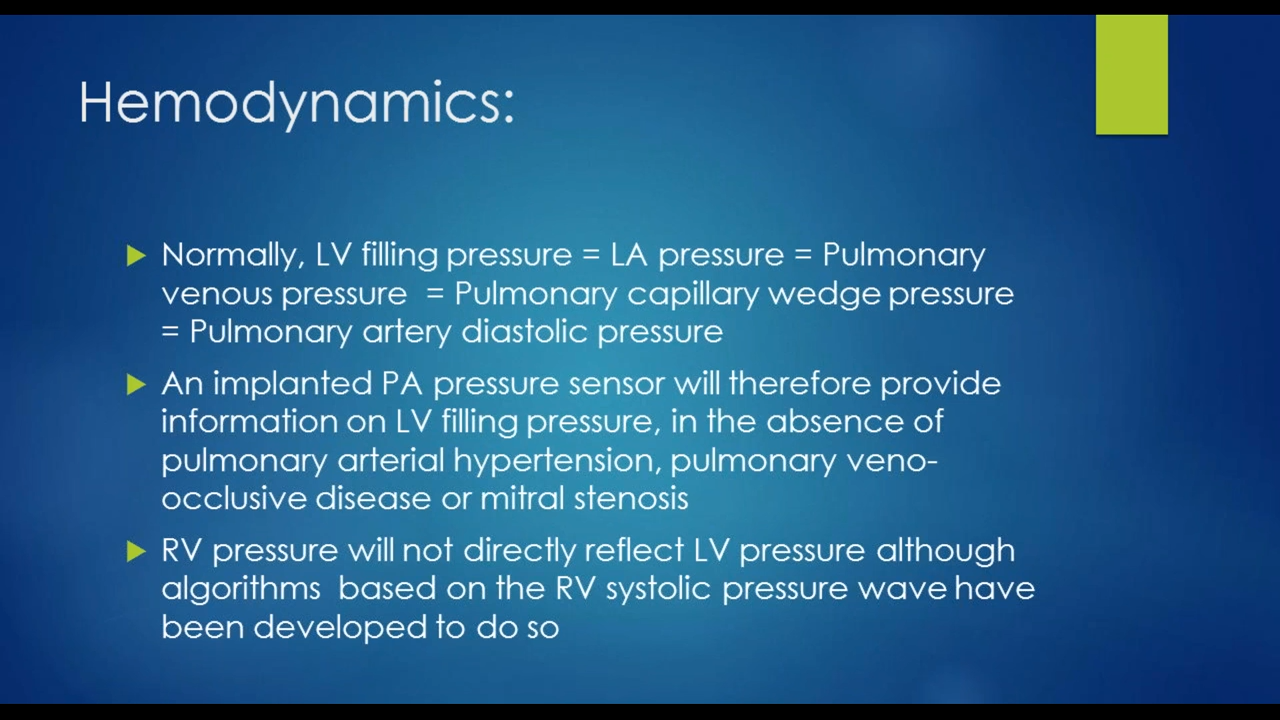 Hemodynamics:
Normally, LV filling pressure = LA pressure = Pulmonary
venous pressure  = Pulmonary capillary wedge pressure
= Pulmonary artery diastolic pressure
An implanted PA pressure sensor will therefore provide
information on LV filling pressure, in the absence of
pulmonary arterial hypertension, pulmonary veno-
occlusive disease or mitral stenosis
RV pressure will not directly reflect LV pressure although
algorithms  based on the RV systolic pressure wave have
been developed to do so